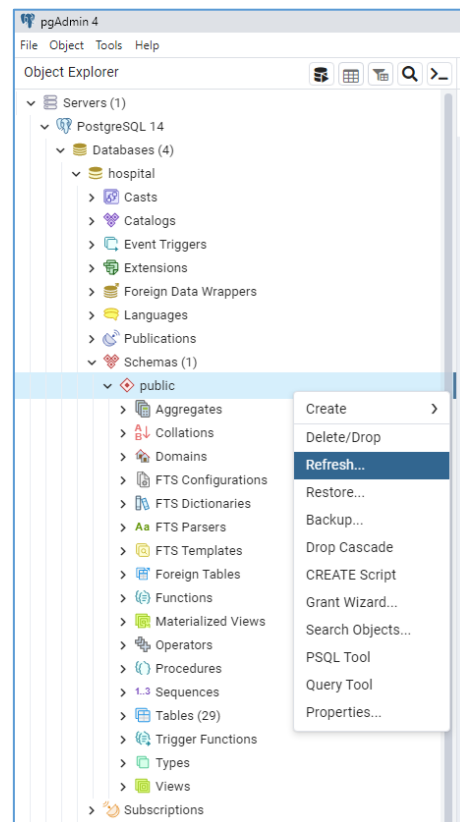 pgAdmin 4
File Object Tools Help
Object Explorer
Servers (1)
PostgreSQL 14
Databases (4)
hospital
Casts
Catalogs
Event Triggers
Extensions
Foreign Data Wrappers
Languages
Publications
Schemas (1)
public
Aggregates
Collations
Domains
FTS Configurations
FTS Dictionaries
Aa FTS Parsers
FTS Templates
Foreign Tables
Functions
Materialized Views
Operators
Procedures
1..3 Sequences
Tables (29)
Trigger Functions
Types
Views
Subscriptions
Create
Delete/Drop
Refresh...
Restore...
Backup...
Drop Cascade
CREATE Script
Grant Wizard...
Search Objects...
PSQL Tool
Query Tool
Properties...